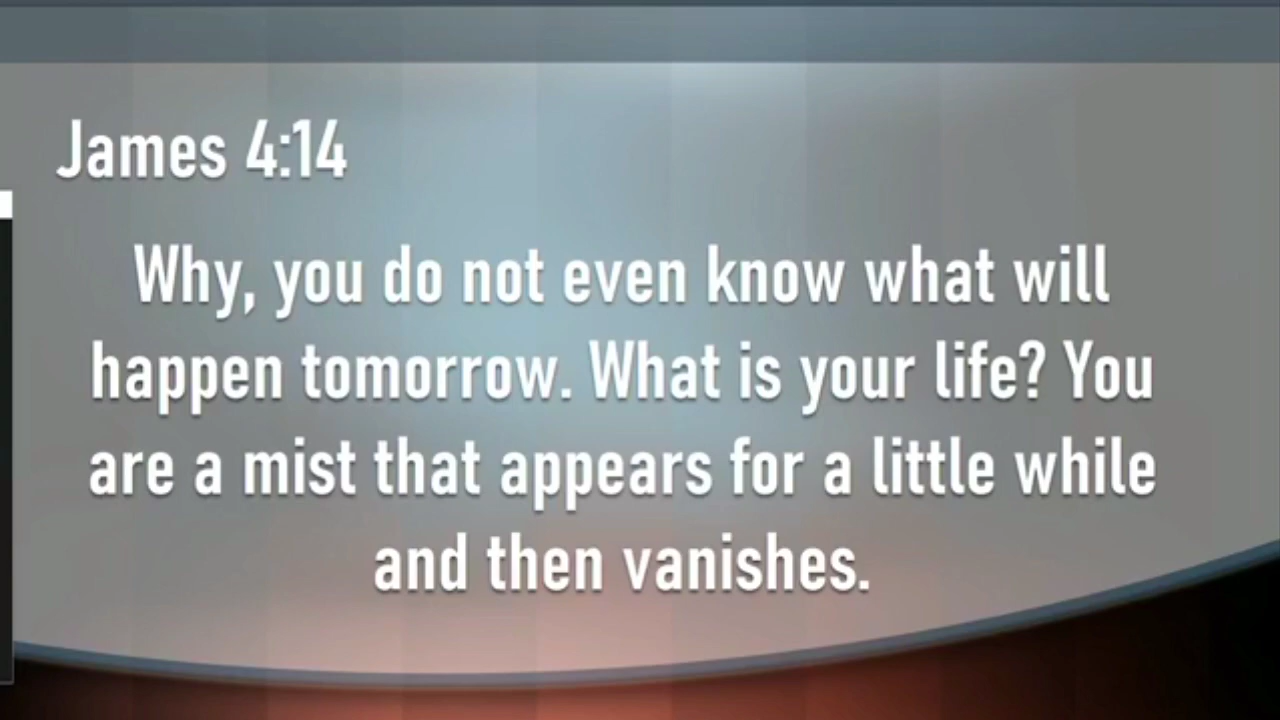 James 4:14
Why, you do not even know what will
happen tomorrow. What is your life? You
are a mist that appears for a little while
and then vanishes.